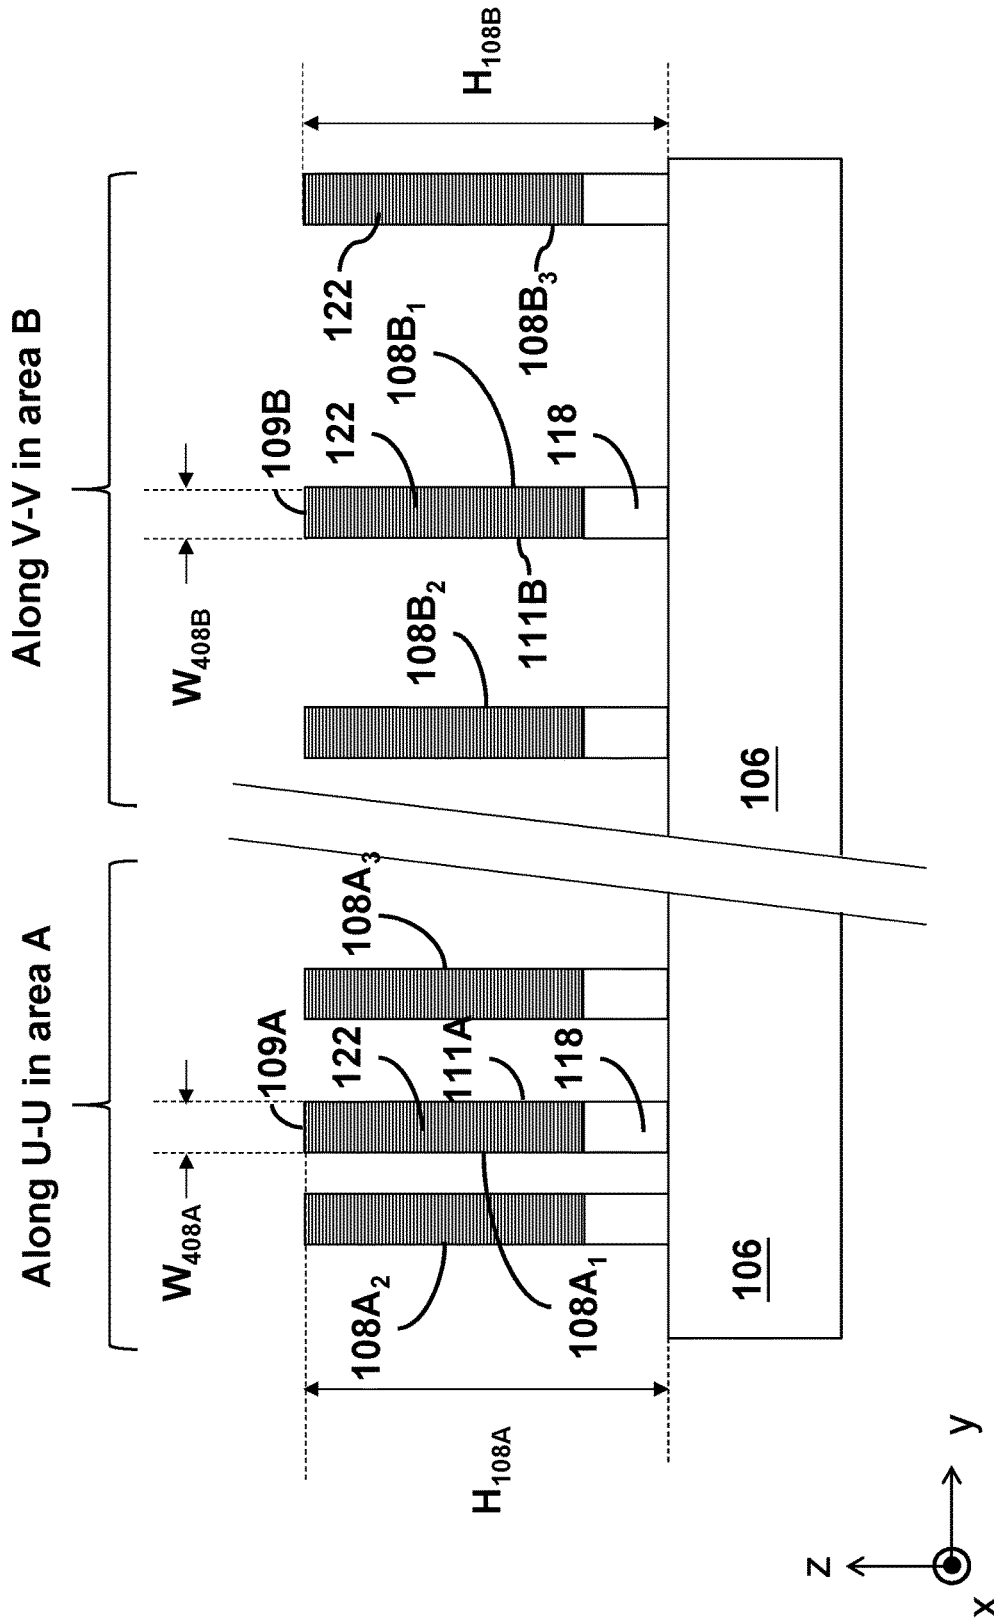 Along U-U in area A
Along V-V in area B
W408A
W408B
109A
109B
122
122
122
108A3
108B1
108B2
111A
111B
108B3
118
118
108A2
108A1
H108A
H108B
106
106
z
y
x